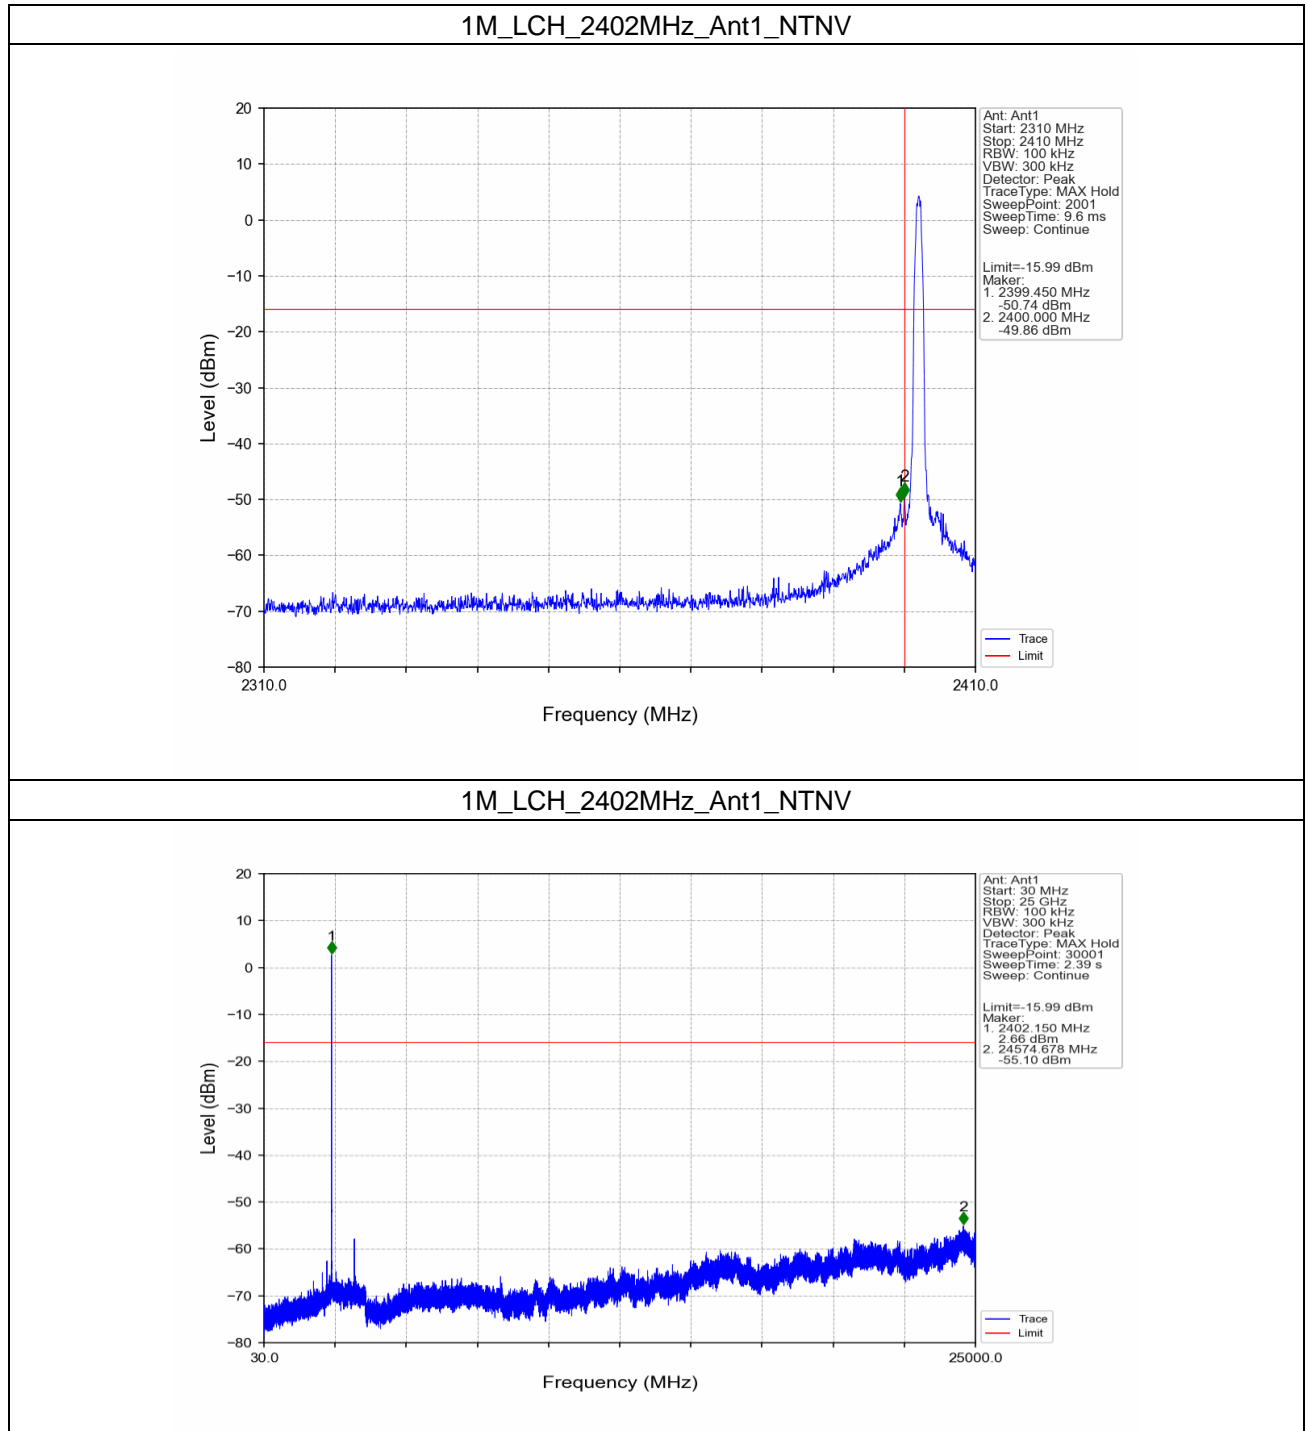 1M_LCH_2402MHz_Ant1_NTNV
20
10
0
−10
−20
−30
−40
−50
−60
−70
−80
Level (dBm)
2310.0
2410.0
Frequency (MHz)
1
2
Ant: Ant1
Start: 2310 MHz
Stop: 2410 MHz
RBW: 100 kHz
VBW: 300 kHz
Detector: Peak
TraceType: MAX Hold
SweepPoint: 2001
SweepTime: 9.6 ms
Sweep: Continue
Limit=-15.99 dBm
Maker:
1. 2399.450 MHz
-50.74 dBm
2. 2400.000 MHz
-49.86 dBm
Trace
Limit
1M_LCH_2402MHz_Ant1_NTNV
20
10
0
−10
−20
−30
−40
−50
−60
−70
−80
Level (dBm)
30.0
25000.0
Frequency (MHz)
1
2
Ant: Ant1
Start: 30 MHz
Stop: 25 GHz
RBW: 100 kHz
VBW: 300 kHz
Detector: Peak
TraceType: MAX Hold
SweepPoint: 30001
SweepTime: 2.39 s
Sweep: Continue
Limit=-15.99 dBm
Maker:
1. 2402.150 MHz
2.66 dBm
2. 24574.678 MHz
-55.10 dBm
Trace
Limit